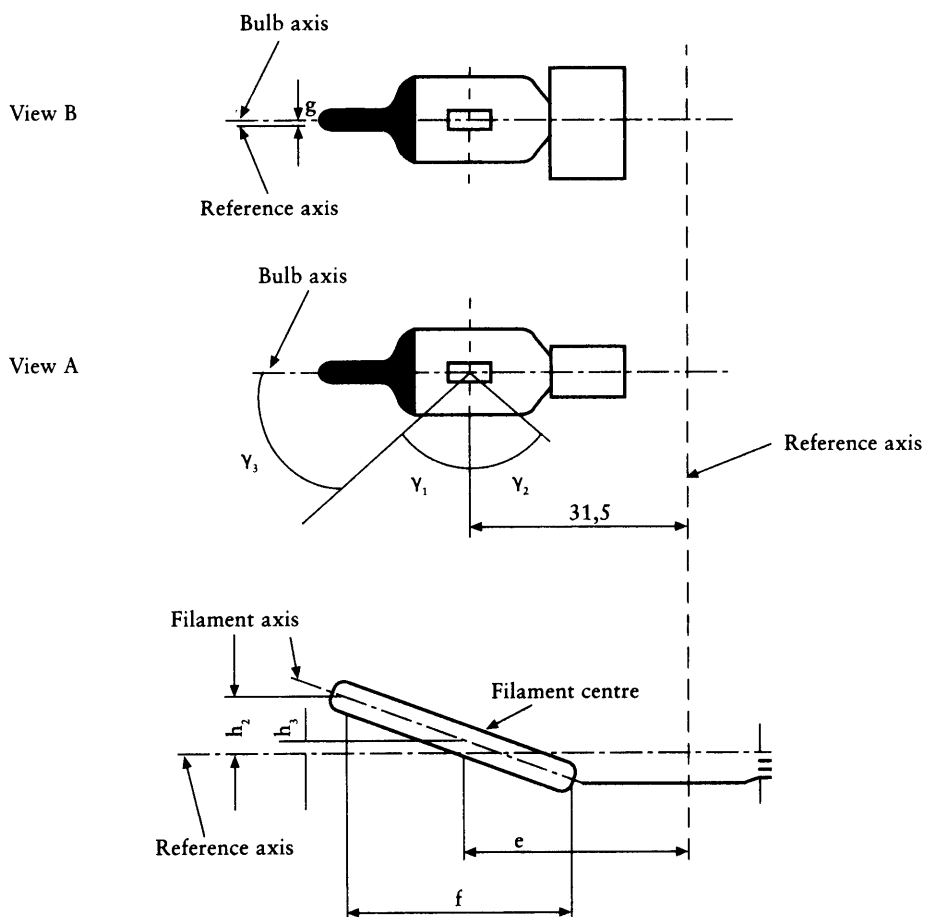 Bulb axis
View B
g
Reference axis
Bulb axis
View A
Reference axis
γ₃
γ₁
γ₂
31,5
Filament axis
Filament centre
h₂
h₃
Reference axis
e
f